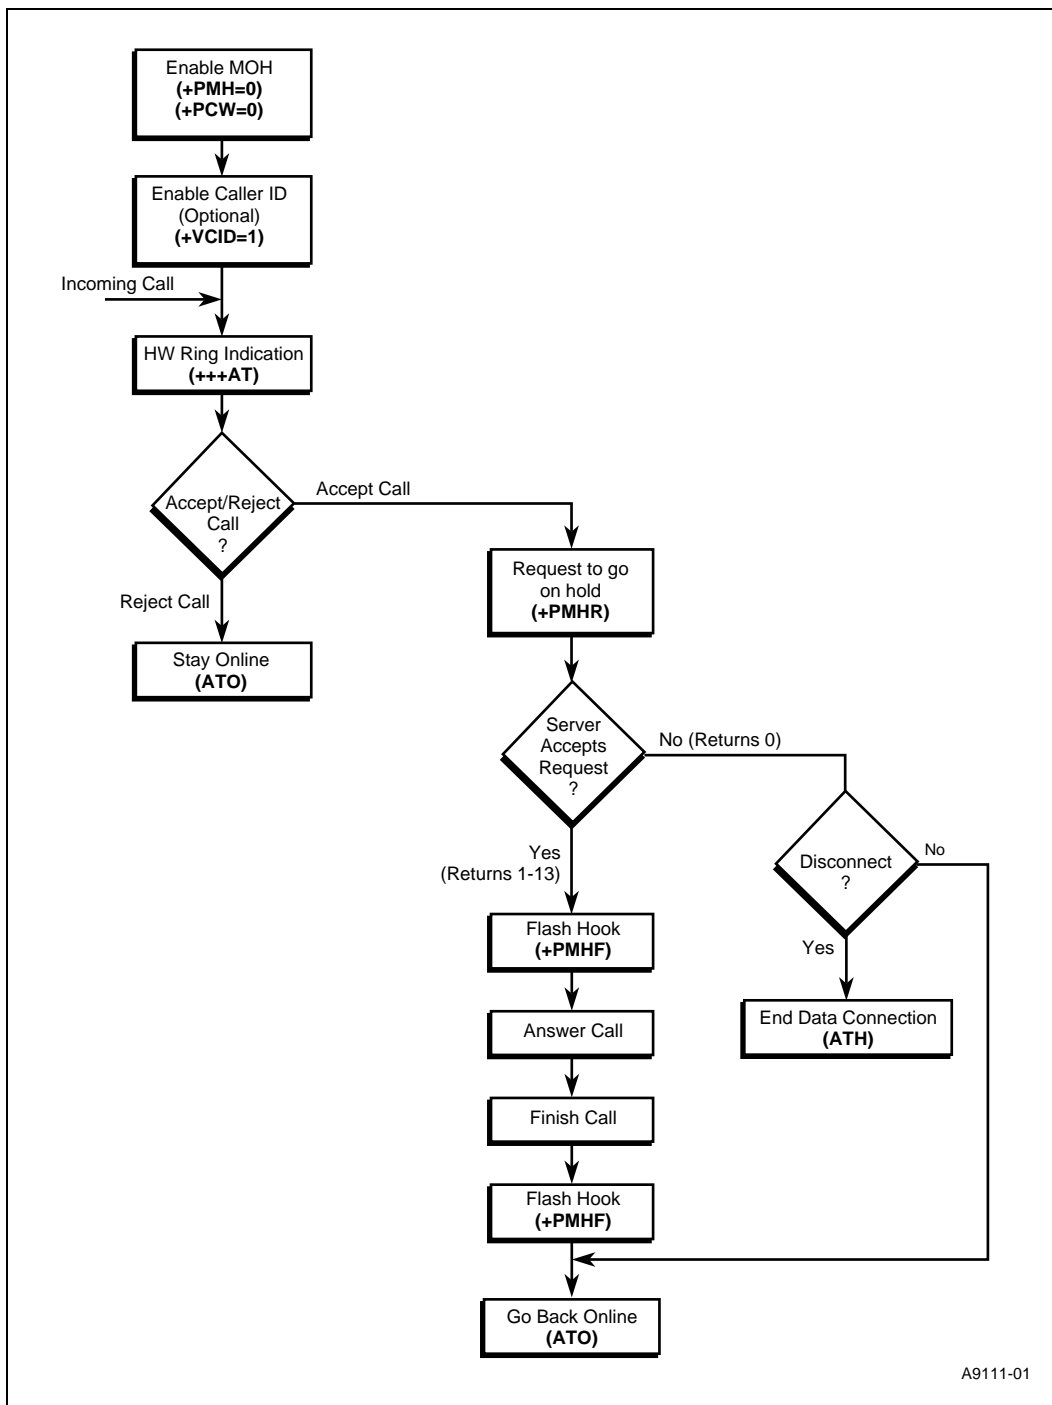 Enable MOH
(+PMH=0)
(+PCW=0)
Enable Caller ID
(Optional)
(+VCID=1)
Incoming Call
HW Ring Indication
(+++AT)
Accept/Reject
Call
?
Accept Call
Reject Call
Stay Online
(ATO)
Request to go
on hold
(+PMHR)
Server
Accepts
Request
?
No (Returns 0)
Yes
(Returns 1-13)
Disconnect
?
No
Yes
End Data Connection
(ATH)
Flash Hook
(+PMHF)
Answer Call
Finish Call
Flash Hook
(+PMHF)
Go Back Online
(ATO)
A9111-01